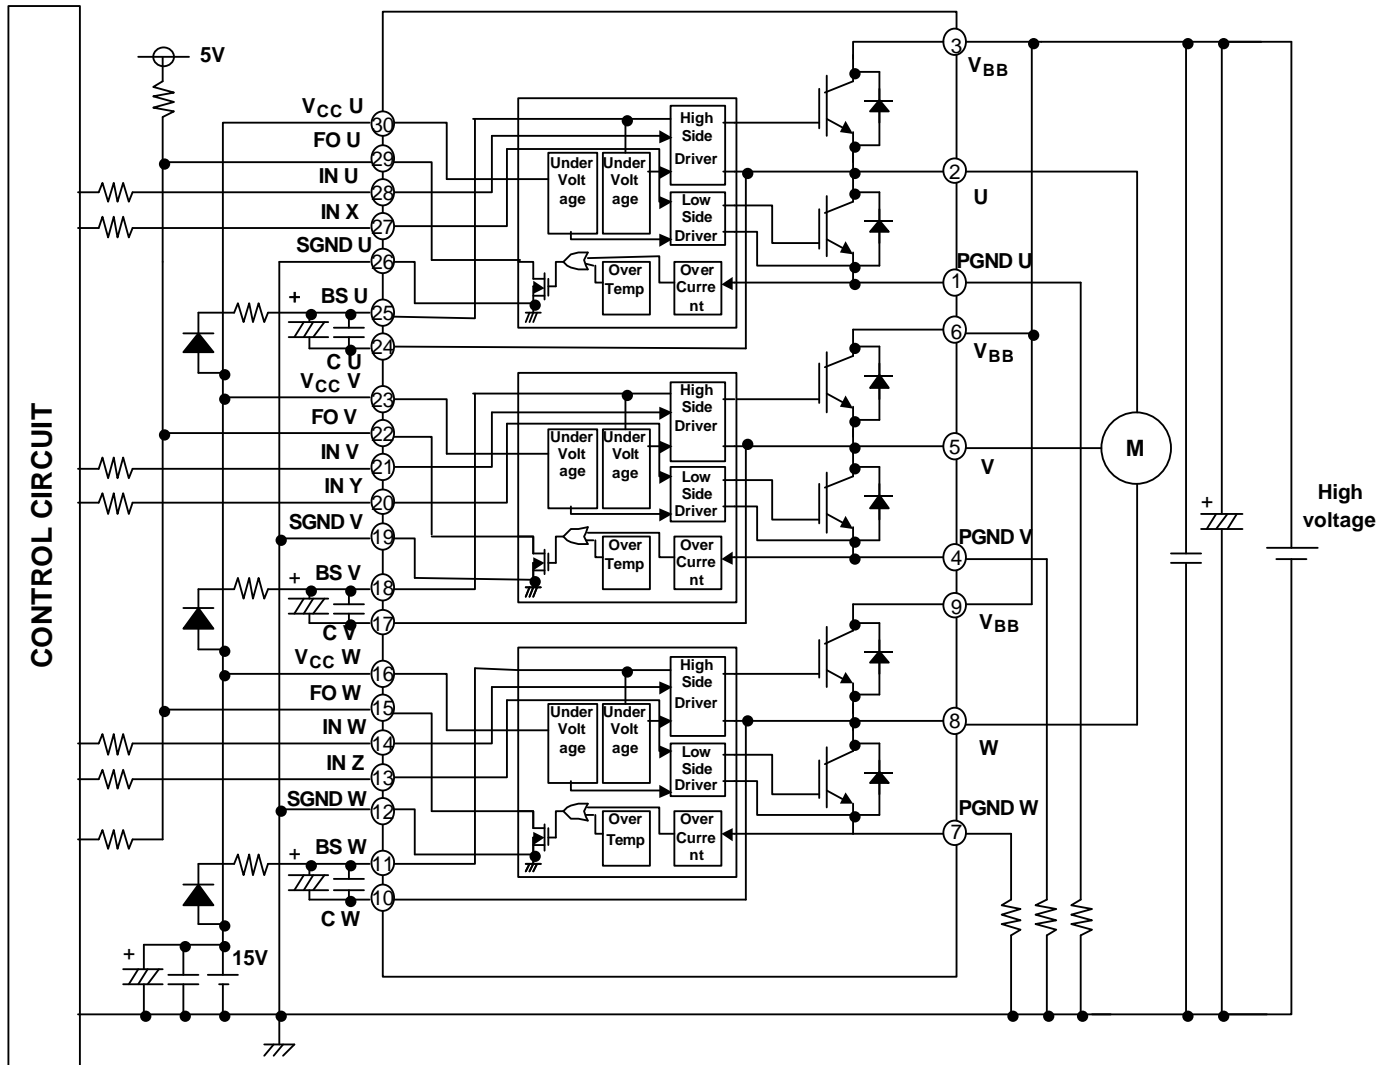 CONTROL CIRCUIT
5V
VCC U
30
FO U
29
IN U
28
IN X
27
SGND U
26
+
BS U
25
24
C U
VCC V
23
FO V
22
IN V
21
IN Y
20
SGND V
19
+
BS V
18
17
C V
VCC W
16
FO W
15
IN W
14
IN Z
13
SGND W
12
+
BS W
11
10
C W
+
15V
Under
Volt
age
Under
Volt
age
High
Side
Driver
Low
Side
Driver
Over
Temp
Over
Curre
nt
Under
Volt
age
Under
Volt
age
High
Side
Driver
Low
Side
Driver
Over
Temp
Over
Curre
nt
Under
Volt
age
Under
Volt
age
High
Side
Driver
Low
Side
Driver
Over
Temp
Over
Curre
nt
3
VBB
2
U
PGND U
1
6
VBB
5
V
PGND V
4
9
VBB
8
W
PGND W
7
M
+
High
voltage